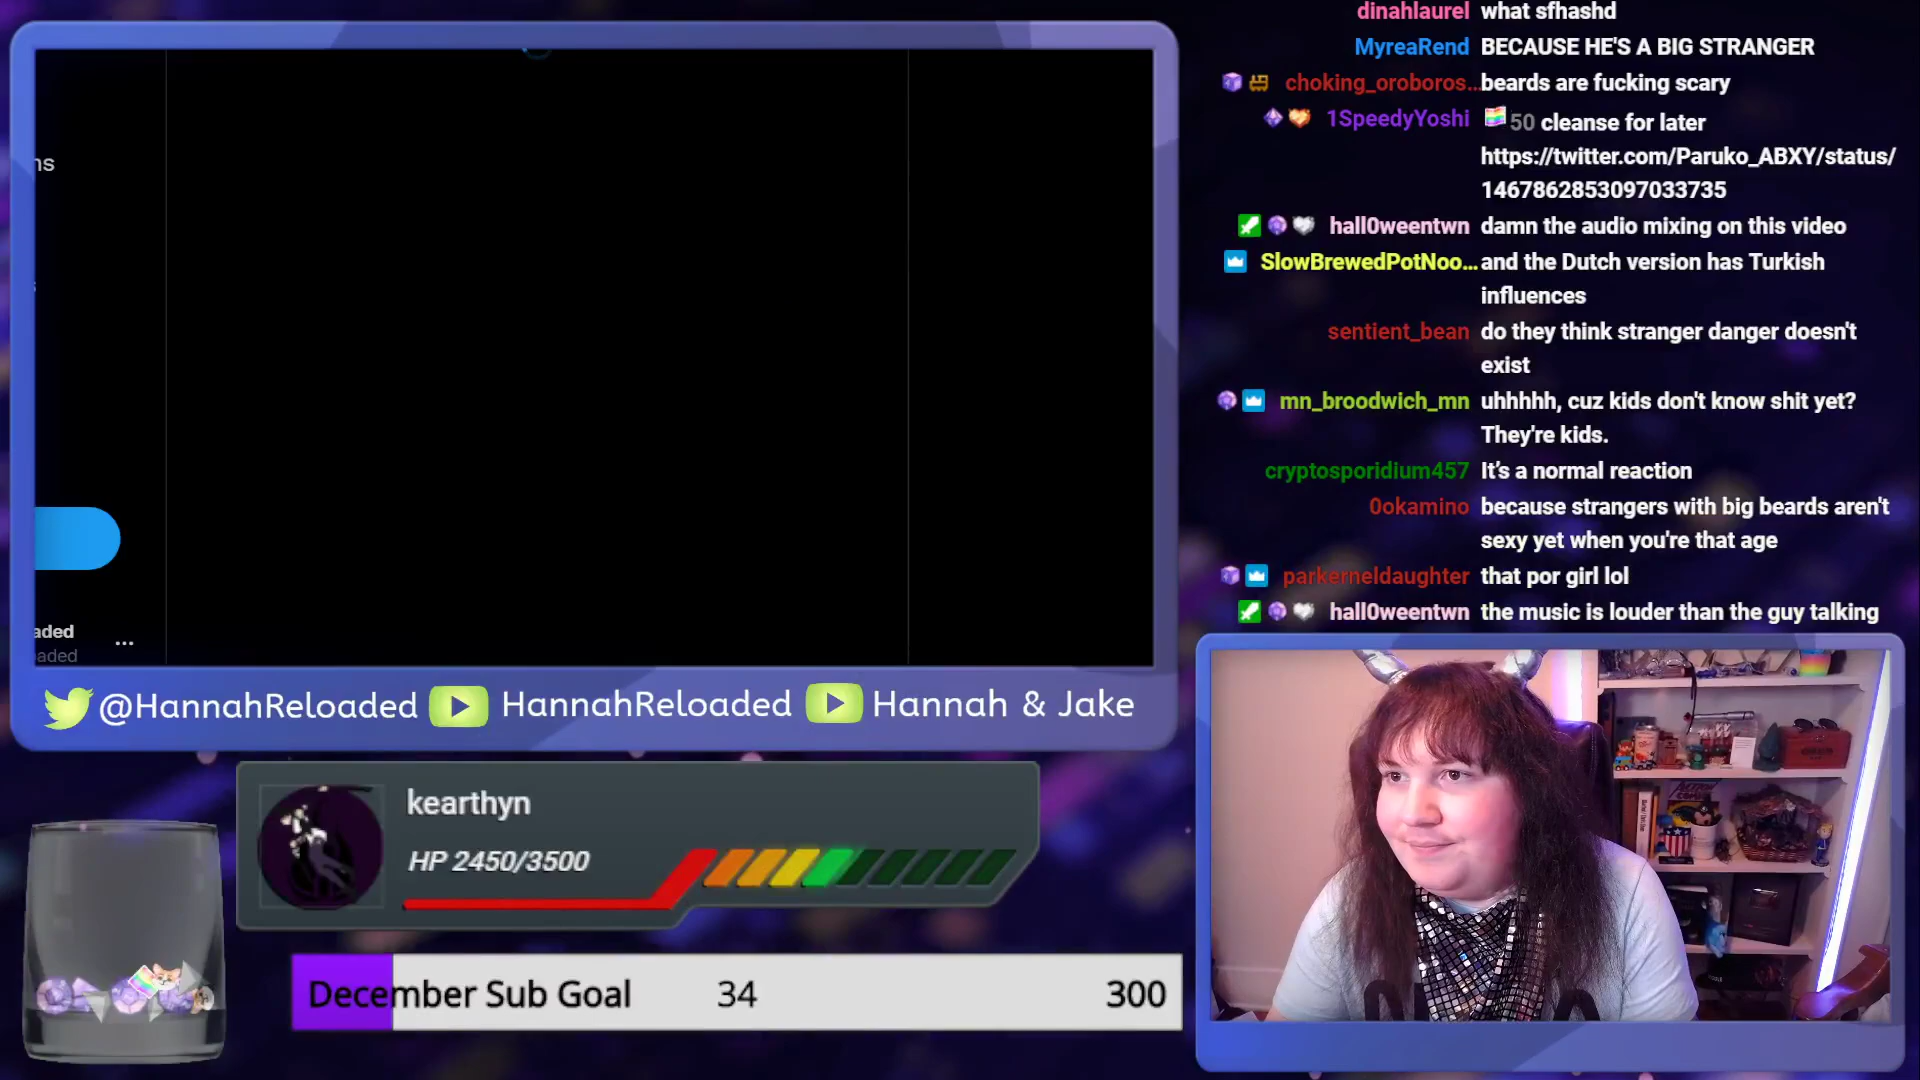 ns
s
aded
...
oaded
@HannahReloaded HannahReloaded Hannah & Jake
kearthyn
HP 2450/3500
December Sub Goal 34 300
dinahlaurel what sfhashd
MyreaRend BECAUSE HE'S A BIG STRANGER
choking_oroboros... beards are fucking scary
1SpeedyYoshi 50 cleanse for later
https://twitter.com/Paruko_ABXY/status/
1467862853097033735
hall0weentwn damn the audio mixing on this video
SlowBrewedPotNoo... and the Dutch version has Turkish
influences
sentient_bean do they think stranger danger doesn't
exist
mn_broodwich_mn uhhhhh, cuz kids don't know shit yet?
They're kids.
cryptosporidium457 It's a normal reaction
0okamino because strangers with big beards aren't
sexy yet when you're that age
parkerneldaughter that por girl lol
hall0weentwn the music is louder than the guy talking